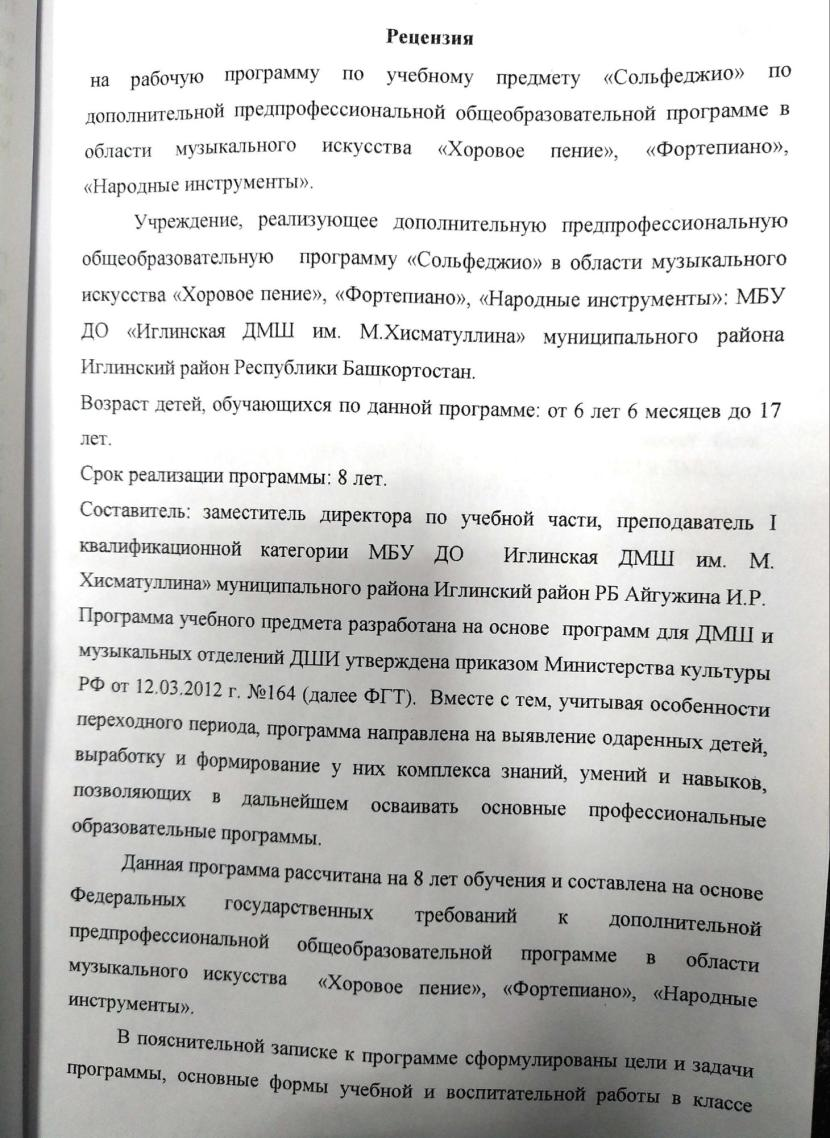 Рецензия
на рабочую программу по учебному предмету «Сольфеджио» по
дополнительной предпрофессиональной общеобразовательной программе в
области музыкального искусства «Хоровое пение», «Фортепиано»,
«Народные инструменты».
Учреждение, реализующее дополнительную предпрофессиональную
общеобразовательную программу «Сольфеджио» в области музыкального
искусства «Хоровое пение», «Фортепиано», «Народные инструменты»: МБУ
ДО «Иглинская ДМШ им. М.Хисматуллина» муниципального района
Иглинский район Республики Башкортостан.
Возраст детей, обучающихся по данной программе: от 6 лет 6 месяцев до 17
лет.
Срок реализации программы: 8 лет.
Составитель: заместитель директора по учебной части, преподаватель I
квалификационной категории МБУ ДО Иглинская ДМШ им. М.
Хисматуллина» муниципального района Иглинский район РБ Айгужина И.Р.
Программа учебного предмета разработана на основе программ для ДМШ и
музыкальных отделений ДШИ утверждена приказом Министерства культуры
РФ от 12.03.2012 г. №164 (далее ФГТ). Вместе с тем, учитывая особенности
переходного периода, программа направлена на выявление одаренных детей,
выработку и формирование у них комплекса знаний, умений и навыков,
позволяющих в дальнейшем осваивать основные профессиональные
образовательные программы.
Данная программа рассчитана на 8 лет обучения и составлена на основе
Федеральных государственных требований к дополнительной
предпрофессиональной общеобразовательной программе в области
музыкального искусства «Хоровое пение», «Фортепиано», «Народные
инструменты».
В пояснительной записке к программе сформулированы цели и задачи
программы, основные формы учебной и воспитательной работы в классе